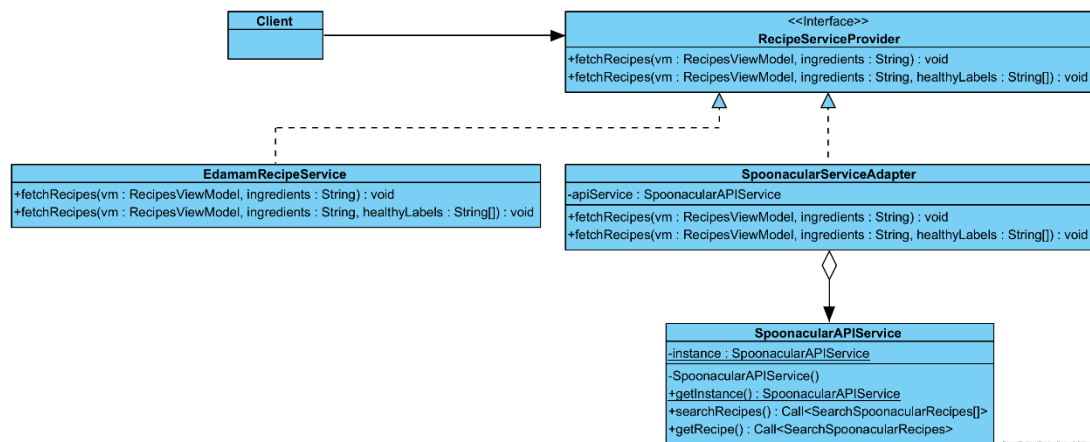 Client
<<Interface>>
RecipeServiceProvider
+fetchRecipes(vm : RecipesViewModel, ingredients : String) : void
+fetchRecipes(vm : RecipesViewModel, ingredients : String, healthyLabels : String[]) : void
EdamamRecipeService
+fetchRecipes(vm : RecipesViewModel, ingredients : String) : void
+fetchRecipes(vm : RecipesViewModel, ingredients : String, healthyLabels : String[]) : void
SpoonacularServiceAdapter
-apiService : SpoonacularAPIService
+fetchRecipes(vm : RecipesViewModel, ingredients : String) : void
+fetchRecipes(vm : RecipesViewModel, ingredients : String, healthyLabels : String[]) : void
SpoonacularAPIService
-instance : SpoonacularAPIService
-SpoonacularAPIService()
+getInstance() : SpoonacularAPIService
+searchRecipes() : Call<SearchSpoonacularRecipes[]>
+getRecipe() : Call<SearchSpoonacularRecipes>